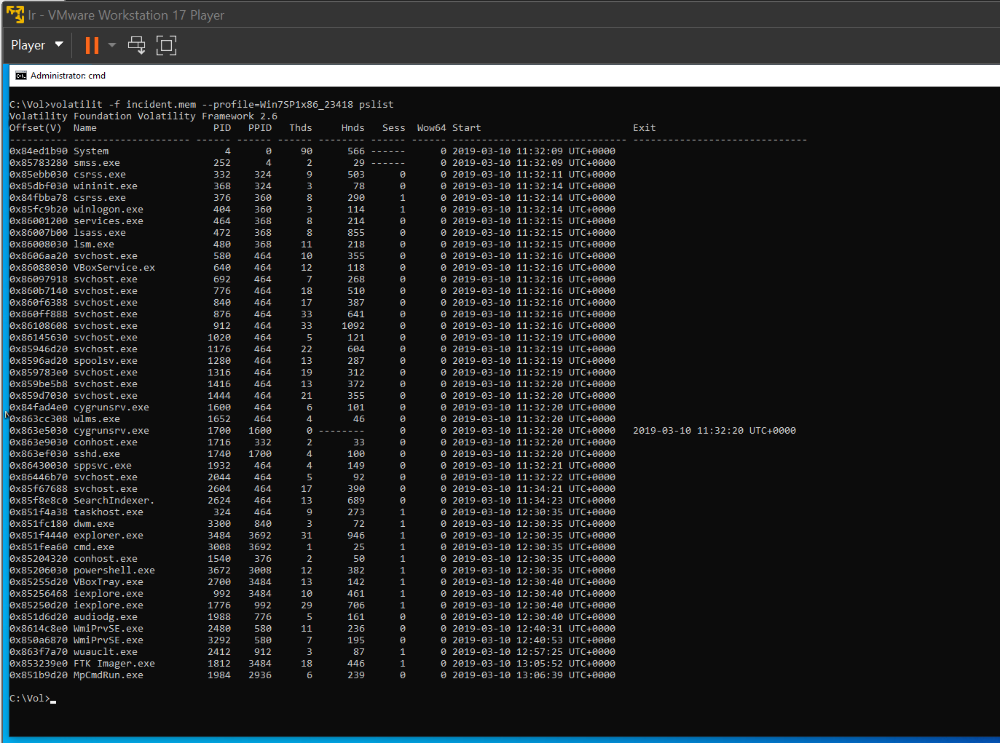 Ir - VMware Workstation 17 Player
Player
Administrator: cmd
C:\Vol>volatilit -f incident.mem --profile=Win7SP1x86_23418 pslist
Volatility Foundation Volatility Framework 2.6
Offset(V)  Name                    PID   PPID   Thds     Hnds   Sess  Wow64 Start                          Exit
---------- -------------------- ------ ------ ------ -------- ------ ------ ------------------------------ ------------------------------
0x84ed1b90 System                    4      0     90      566 ------      0 2019-03-10 11:32:09 UTC+0000
0x85783280 smss.exe                252      4      2       29 ------      0 2019-03-10 11:32:09 UTC+0000
0x85ebb030 csrss.exe               332    324      9      503      0      0 2019-03-10 11:32:11 UTC+0000
0x85dbf030 wininit.exe             368    324      3       78      0      0 2019-03-10 11:32:14 UTC+0000
0x84fbba78 csrss.exe               376    360      8      290      1      0 2019-03-10 11:32:14 UTC+0000
0x85fc9b20 winlogon.exe            404    360      3      114      1      0 2019-03-10 11:32:14 UTC+0000
0x86001200 services.exe            464    368      8      214      0      0 2019-03-10 11:32:15 UTC+0000
0x86007b00 lsass.exe               472    368      8      855      0      0 2019-03-10 11:32:15 UTC+0000
0x86008030 lsm.exe                 480    368     11      218      0      0 2019-03-10 11:32:15 UTC+0000
0x8606aa20 svchost.exe             580    464     10      355      0      0 2019-03-10 11:32:16 UTC+0000
0x86088030 VBoxService.ex          640    464     12      118      0      0 2019-03-10 11:32:16 UTC+0000
0x86097918 svchost.exe             692    464      7      268      0      0 2019-03-10 11:32:16 UTC+0000
0x860b7140 svchost.exe             776    464     18      510      0      0 2019-03-10 11:32:16 UTC+0000
0x860f6388 svchost.exe             840    464     17      387      0      0 2019-03-10 11:32:16 UTC+0000
0x860ff888 svchost.exe             876    464     33      641      0      0 2019-03-10 11:32:16 UTC+0000
0x86108608 svchost.exe             912    464     33     1092      0      0 2019-03-10 11:32:16 UTC+0000
0x86145630 svchost.exe            1020    464      5      121      0      0 2019-03-10 11:32:19 UTC+0000
0x85946d20 svchost.exe            1176    464     22      604      0      0 2019-03-10 11:32:19 UTC+0000
0x8596ad20 spoolsv.exe            1280    464     13      287      0      0 2019-03-10 11:32:19 UTC+0000
0x859783e0 svchost.exe            1316    464     19      312      0      0 2019-03-10 11:32:19 UTC+0000
0x859be5b8 svchost.exe            1416    464     13      372      0      0 2019-03-10 11:32:20 UTC+0000
0x859d7030 svchost.exe            1444    464     21      355      0      0 2019-03-10 11:32:20 UTC+0000
0x84fad4e0 cygrunsrv.exe          1600    464      6      101      0      0 2019-03-10 11:32:20 UTC+0000
0x863cc308 wlms.exe               1652    464      4       46      0      0 2019-03-10 11:32:20 UTC+0000
0x863e5030 cygrunsrv.exe          1700   1600      0 --------      0      0 2019-03-10 11:32:20 UTC+0000   2019-03-10 11:32:20 UTC+0000
0x863e9030 conhost.exe            1716    332      2       33      0      0 2019-03-10 11:32:20 UTC+0000
0x863ef030 sshd.exe               1740   1700      4      100      0      0 2019-03-10 11:32:20 UTC+0000
0x86430030 sppsvc.exe             1932    464      4      149      0      0 2019-03-10 11:32:21 UTC+0000
0x86446b70 svchost.exe            2044    464      5       92      0      0 2019-03-10 11:32:22 UTC+0000
0x85f67688 svchost.exe            2604    464     17      390      0      0 2019-03-10 11:34:21 UTC+0000
0x85f8e8c0 SearchIndexer.         2624    464     13      689      0      0 2019-03-10 11:34:23 UTC+0000
0x851f4a38 taskhost.exe            324    464      9      273      1      0 2019-03-10 12:30:35 UTC+0000
0x851fc180 dwm.exe                3300    840      3       72      1      0 2019-03-10 12:30:35 UTC+0000
0x851f4440 explorer.exe           3484   3692     31      946      1      0 2019-03-10 12:30:35 UTC+0000
0x851fea60 cmd.exe                3008   3692      1       25      1      0 2019-03-10 12:30:35 UTC+0000
0x85204320 conhost.exe            1540    376      2       50      1      0 2019-03-10 12:30:35 UTC+0000
0x85206030 powershell.exe         3672   3008     12      382      1      0 2019-03-10 12:30:35 UTC+0000
0x85255d20 VBoxTray.exe           2700   3484     13      142      1      0 2019-03-10 12:30:40 UTC+0000
0x85256468 iexplore.exe            992   3484     10      461      1      0 2019-03-10 12:30:40 UTC+0000
0x85250d20 iexplore.exe           1776    992     29      706      1      0 2019-03-10 12:30:40 UTC+0000
0x851d6d20 audiodg.exe            1988    776      5      161      0      0 2019-03-10 12:30:40 UTC+0000
0x8614c8e0 WmiPrvSE.exe           2480    580     11      236      0      0 2019-03-10 12:40:31 UTC+0000
0x850a6870 WmiPrvSE.exe           3292    580      7      195      0      0 2019-03-10 12:40:53 UTC+0000
0x863f7a70 wuauclt.exe            2412    912      3       87      1      0 2019-03-10 12:57:25 UTC+0000
0x853239e0 FTK Imager.exe         1812   3484     18      446      1      0 2019-03-10 13:05:52 UTC+0000
0x851b9d20 MpCmdRun.exe           1984   2936      6      239      0      0 2019-03-10 13:06:39 UTC+0000
C:\Vol>